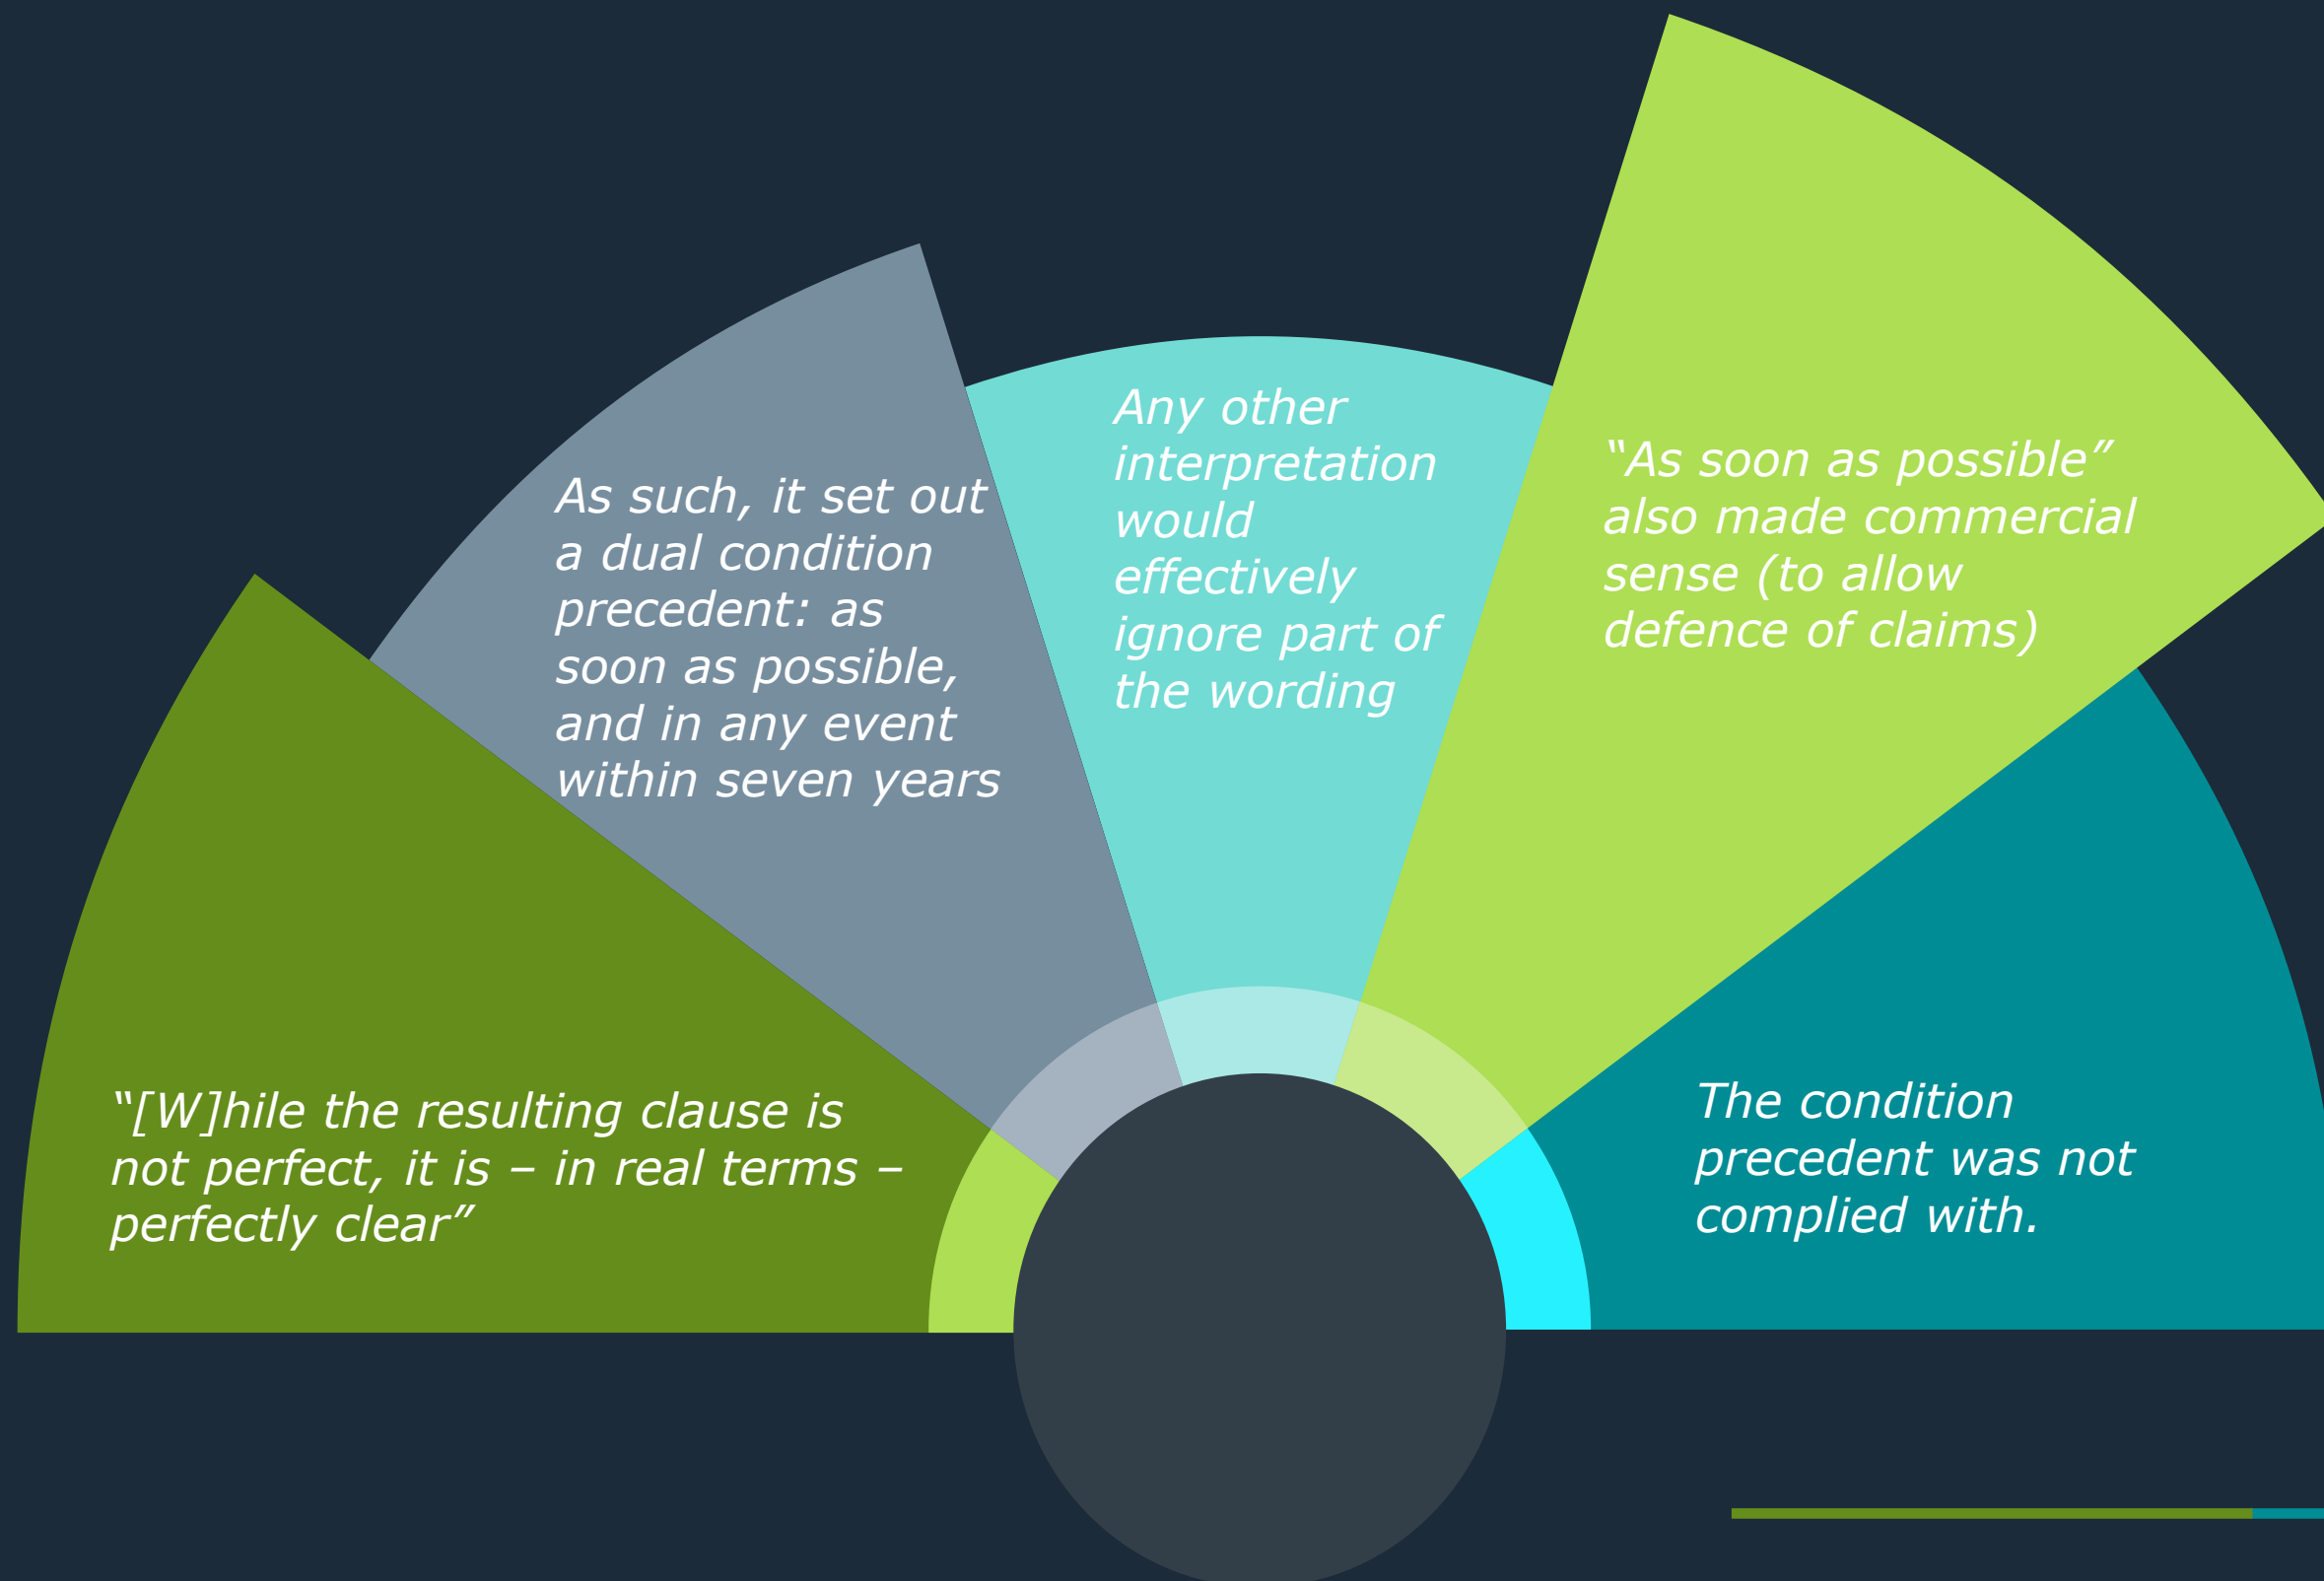 “[W]hile the resulting clause is
not perfect, it is – in real terms –
perfectly clear”
As such, it set out
a dual condition
precedent: as
soon as possible,
and in any event
within seven years
Any other
interpretation
would
effectively
ignore part of
the wording
“As soon as possible”
also made commercial
sense (to allow
defence of claims)
The condition
precedent was not
complied with.